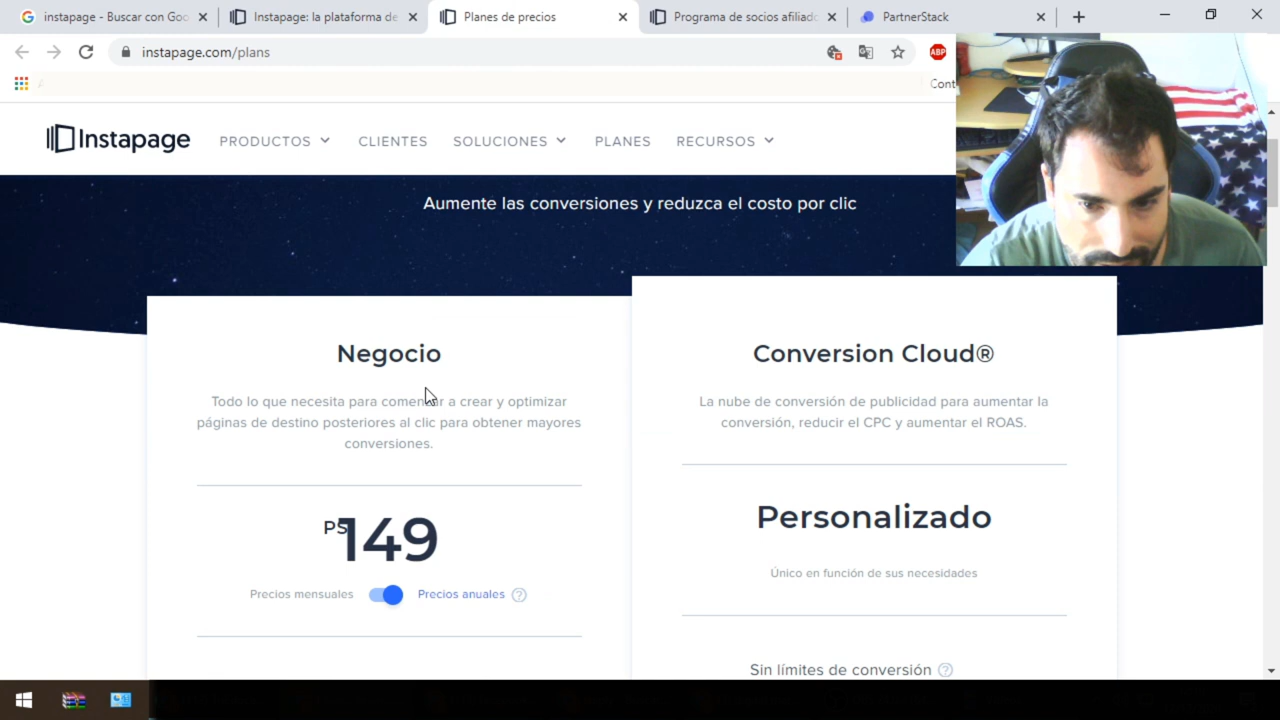 instapage - Buscar con Goo
Instapage: la plataforma de
Planes de precios
Programa de socios afiliado
PartnerStack
instapage.com/plans
ABP
Cont
Instapage
PRODUCTOS
CLIENTES
SOLUCIONES
PLANES
RECURSOS
Aumente las conversiones y reduzca el costo por clic
Negocio
Todo lo que necesita para comenzar a crear y optimizar
páginas de destino posteriores al clic para obtener mayores
conversiones.
PS149
Precios mensuales
Precios anuales ?
Conversion Cloud®
La nube de conversión de publicidad para aumentar la
conversión, reducir el CPC y aumentar el ROAS.
Personalizado
Único en función de sus necesidades
Sin límites de conversión ?